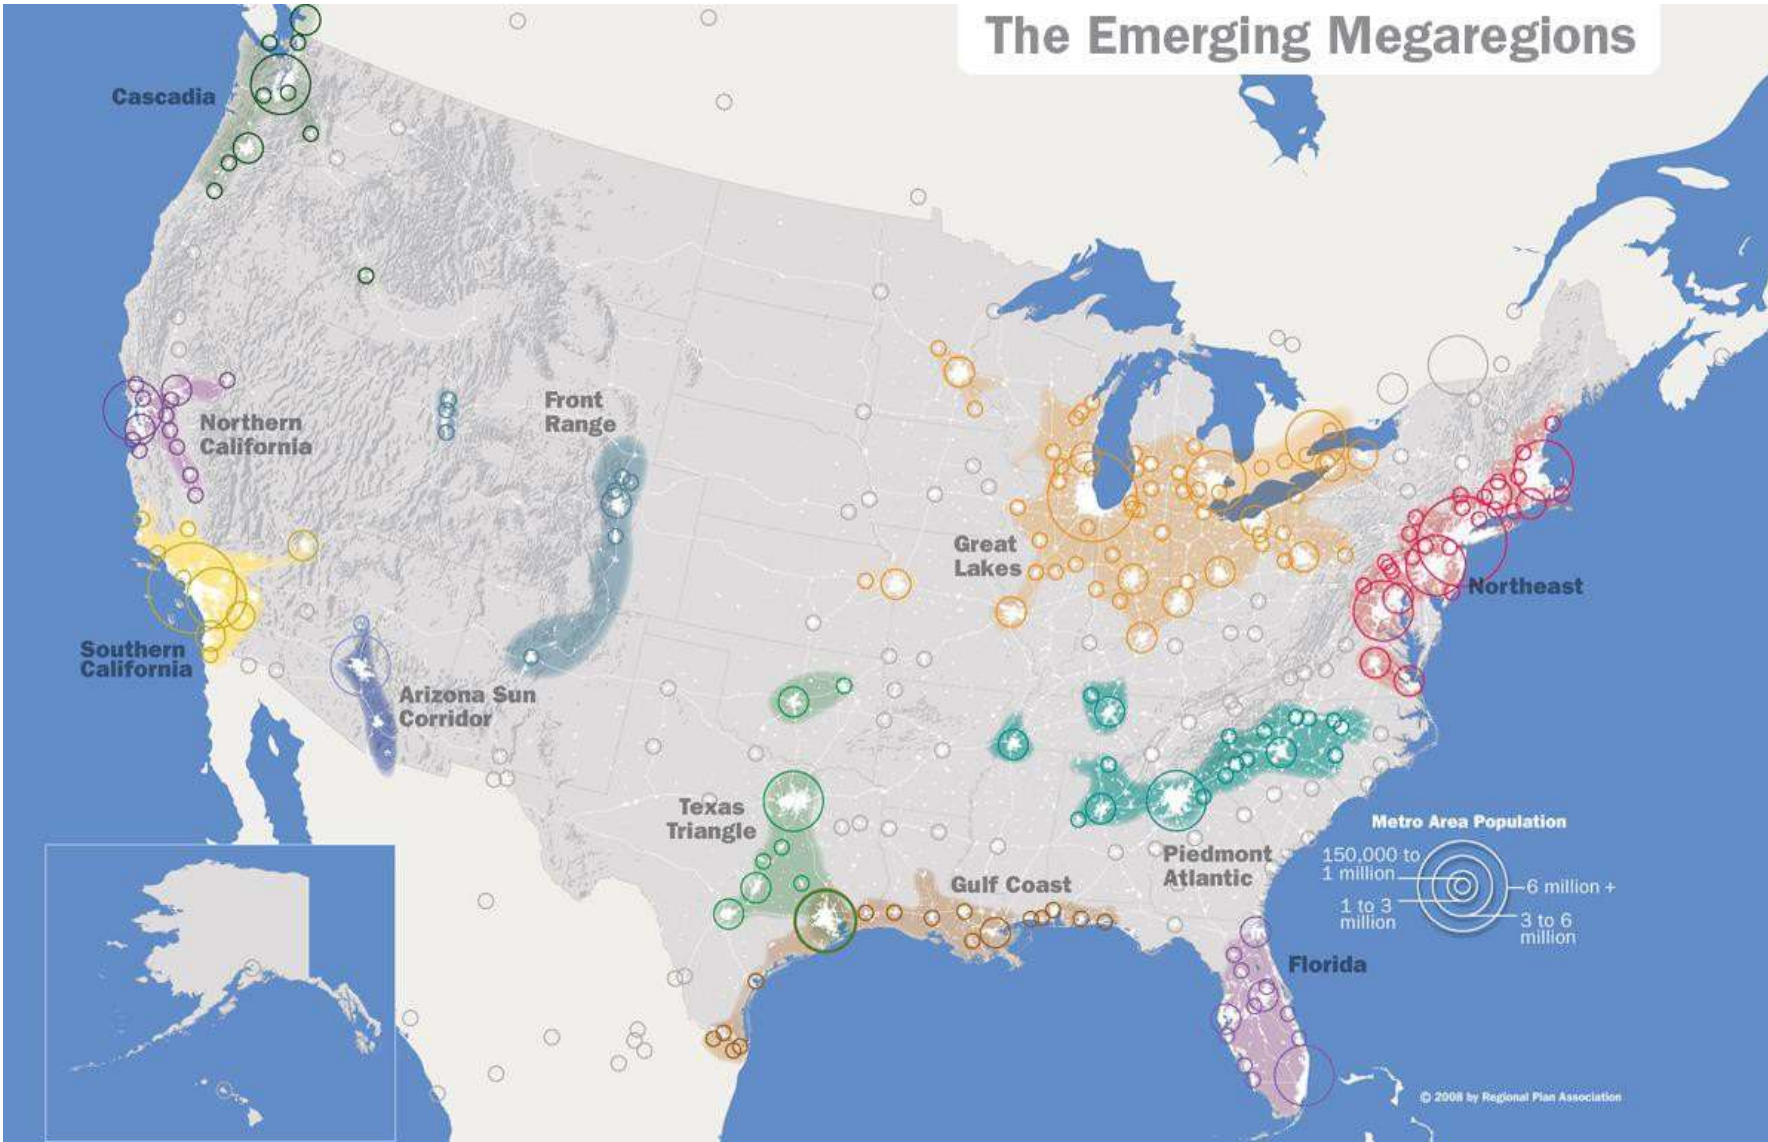 The Emerging Megaregions
Cascadia
Northern
California
Front
Range
Great
Lakes
Northeast
Southern
California
Arizona Sun
Corridor
Texas
Triangle
Piedmont
Atlantic
Gulf Coast
Florida
Metro Area Population
150,000 to
1 million
6 million +
1 to 3
million
3 to 6
million
© 2008 by Regional Plan Association